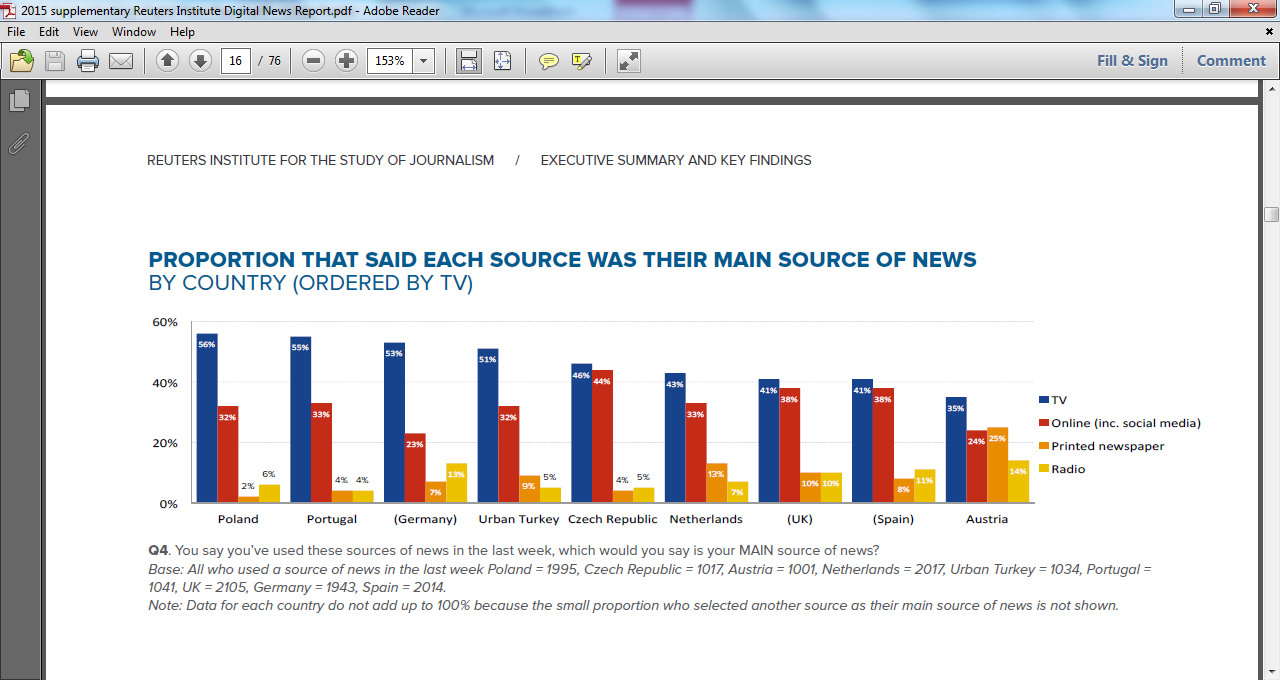 2015 supplementary Reuters Institute Digital News Report.pdf - Adobe Reader
File Edit View Window Help
16 / 76 153% Fill & Sign Comment
REUTERS INSTITUTE FOR THE STUDY OF JOURNALISM / EXECUTIVE SUMMARY AND KEY FINDINGS
PROPORTION THAT SAID EACH SOURCE WAS THEIR MAIN SOURCE OF NEWS
BY COUNTRY (ORDERED BY TV)
60%
40%
20%
0%
56% 32% 2% 6%
55% 33% 4% 4%
53% 23% 7% 13%
51% 32% 9% 5%
46% 44% 4% 5%
43% 33% 13% 7%
41% 38% 10% 10%
41% 38% 8% 11%
35% 24% 25% 14%
Poland Portugal (Germany) Urban Turkey Czech Republic Netherlands (UK) (Spain) Austria
TV
Online (inc. social media)
Printed newspaper
Radio
Q4. You say you've used these sources of news in the last week, which would you say is your MAIN source of news?
Base: All who used a source of news in the last week Poland = 1995, Czech Republic = 1017, Austria = 1001, Netherlands = 2017, Urban Turkey = 1034, Portugal =
1041, UK = 2105, Germany = 1943, Spain = 2014.
Note: Data for each country do not add up to 100% because the small proportion who selected another source as their main source of news is not shown.